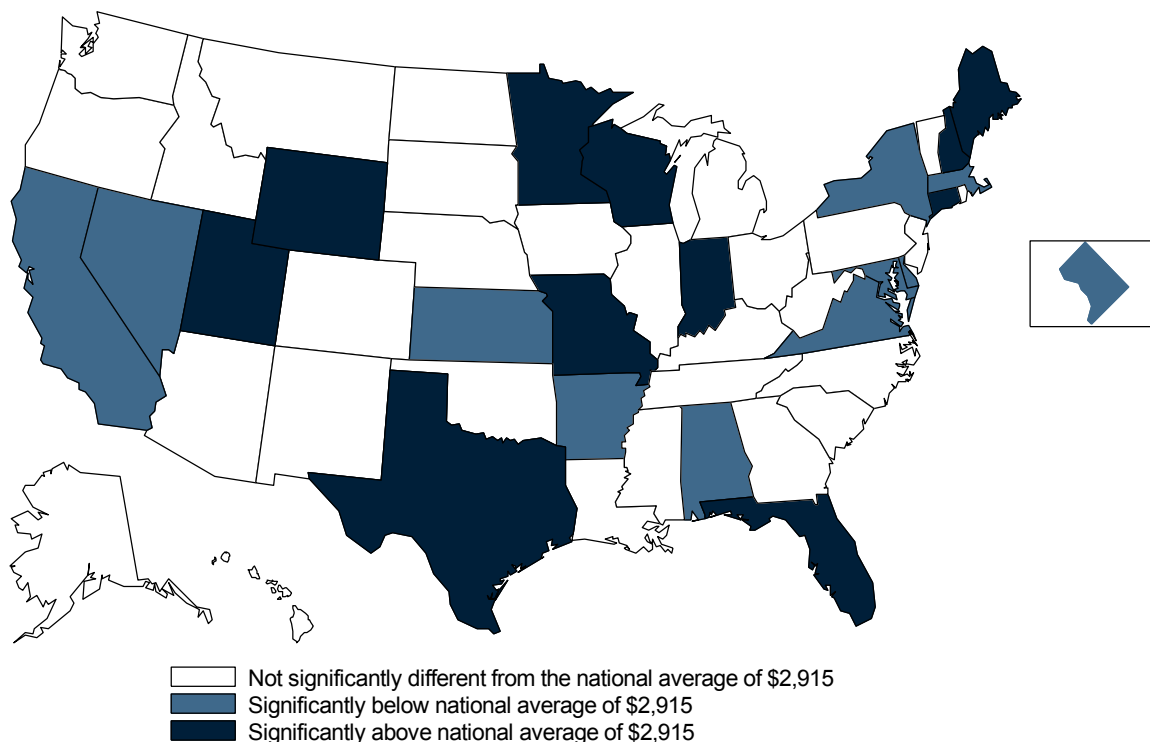 Not significantly different from the national average of $2,915
Significantly below national average of $2,915
Significantly above national average of $2,915